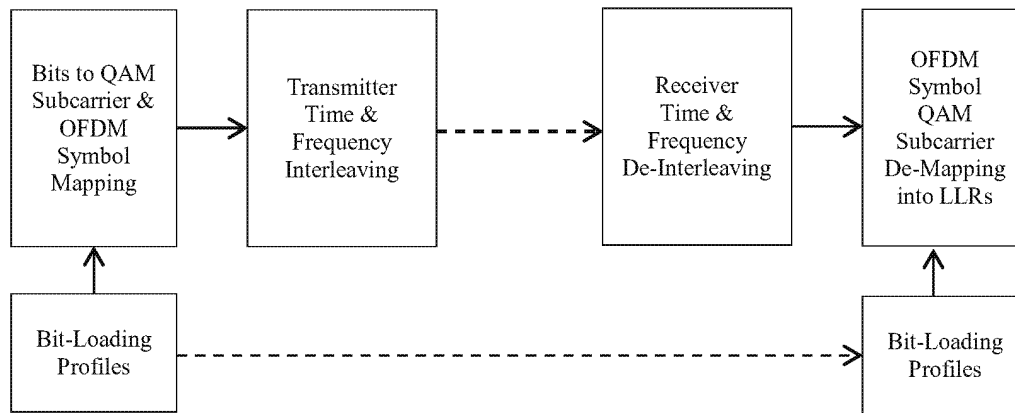 Bits to QAM
Subcarrier &
OFDM
Symbol
Mapping
Transmitter
Time &
Frequency
Interleaving
Receiver
Time &
Frequency
De-Interleaving
OFDM
Symbol
QAM
Subcarrier
De-Mapping
into LLRs
Bit-Loading
Profiles
Bit-Loading
Profiles